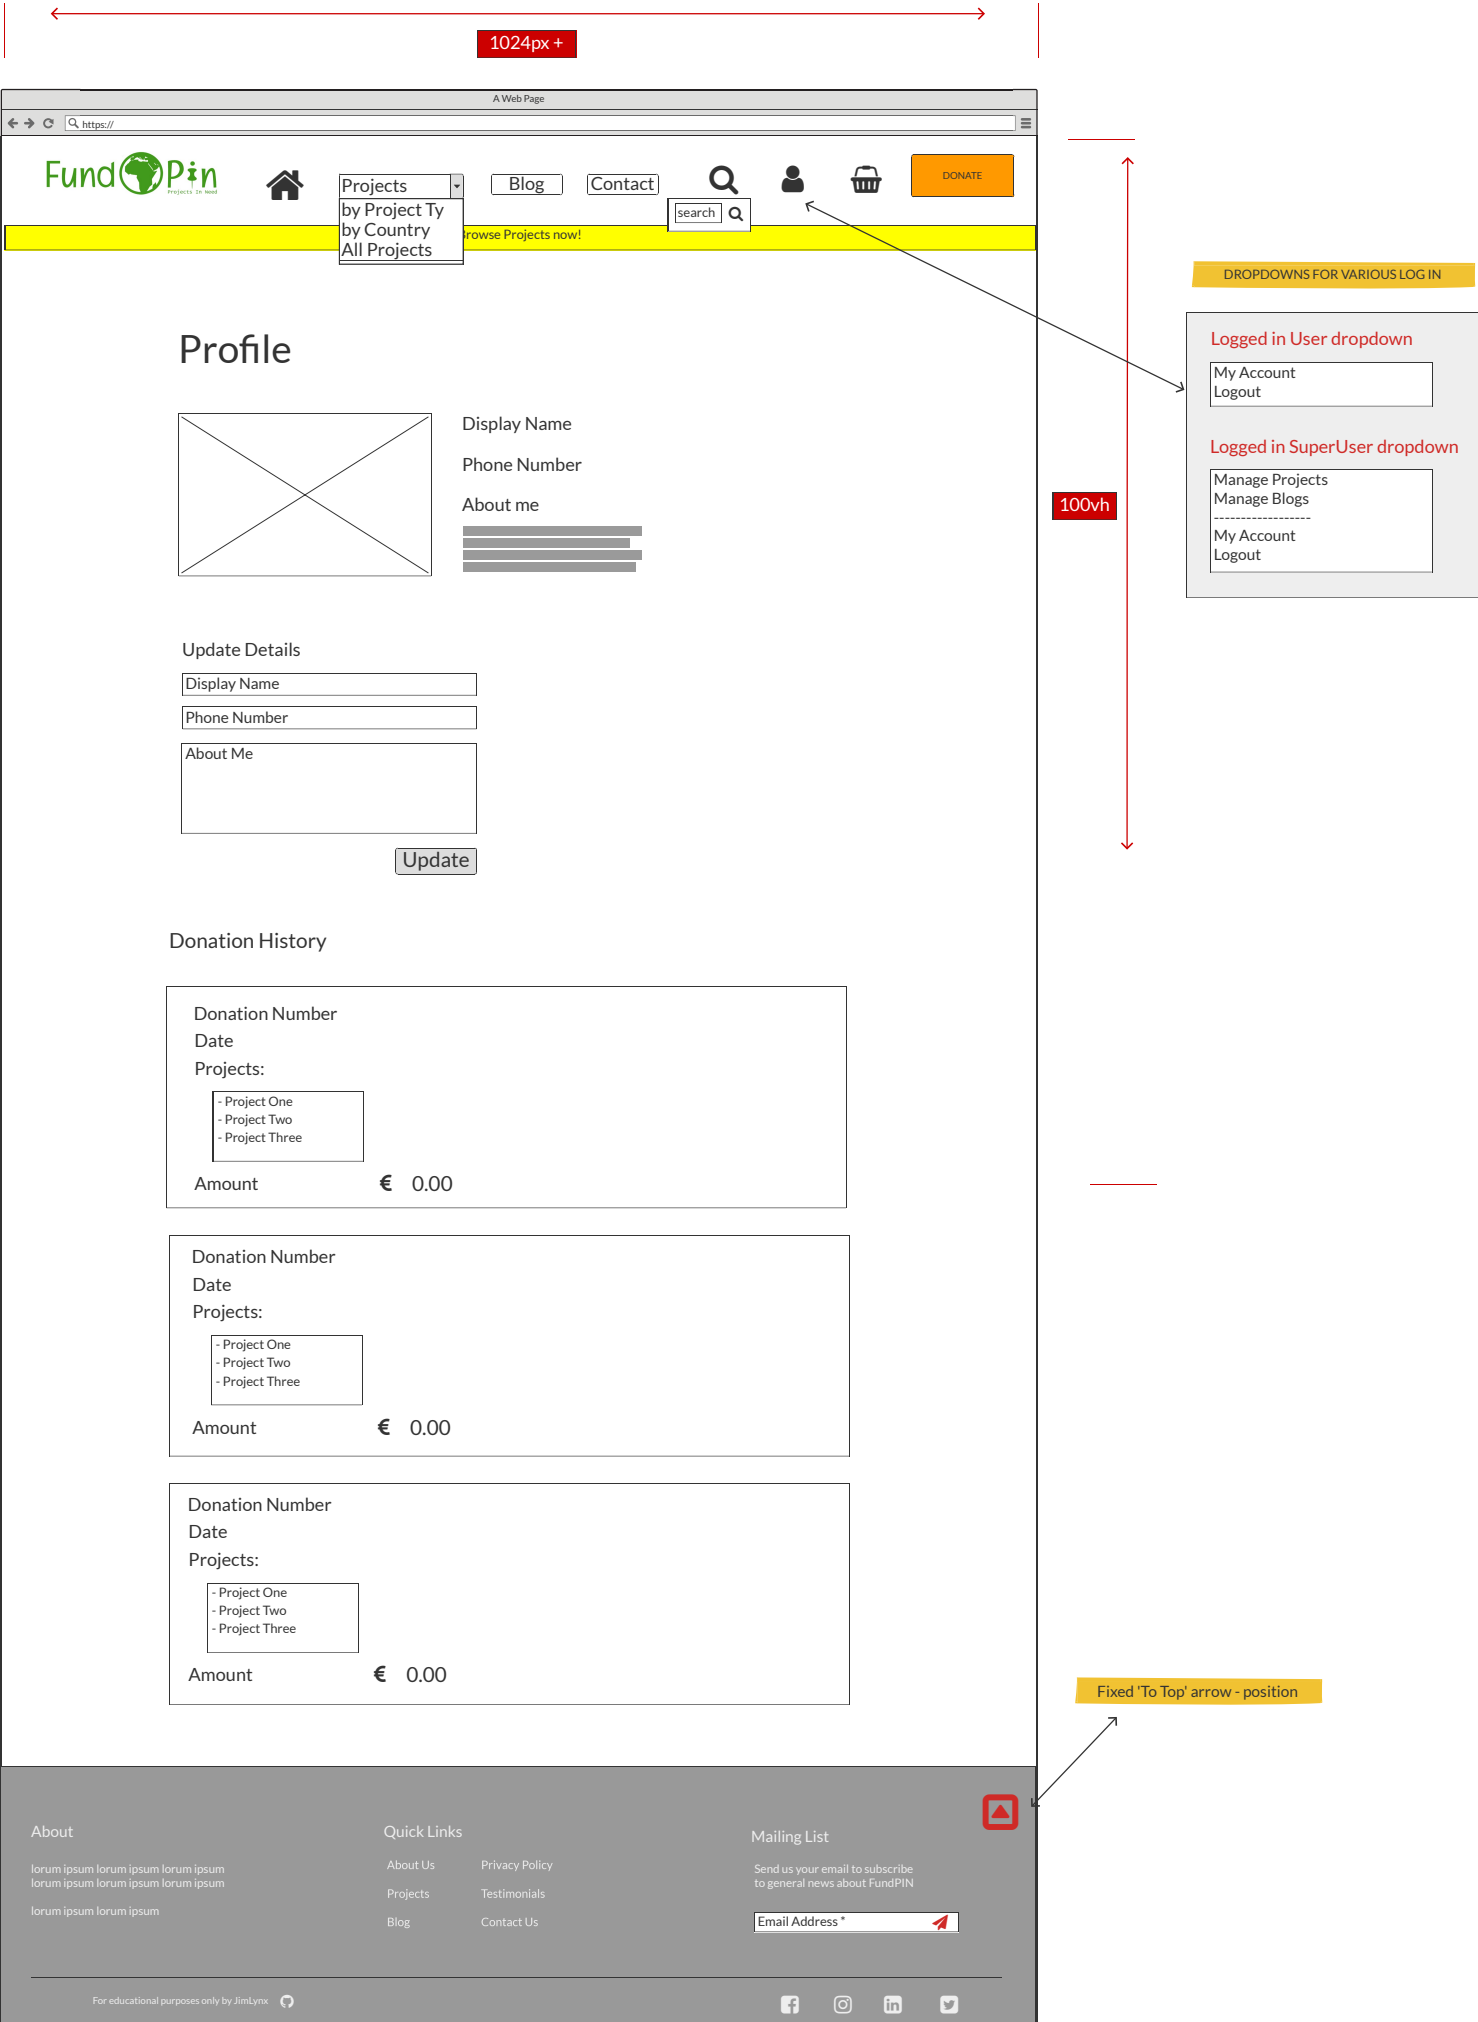 1024px +
A Web Page
https://
Fund Pin
Projects In Need
Projects
Blog
Contact
DONATE
by Project Ty
by Country
All Projects
search
Browse Projects now!
DROPDOWNS FOR VARIOUS LOG IN
Logged in User dropdown
My Account
Logout
Logged in SuperUser dropdown
Manage Projects
Manage Blogs
------------------
My Account
Logout
100vh
Profile
Display Name
Phone Number
About me
Update Details
Display Name
Phone Number
About Me
Update
Donation History
Donation Number
Date
Projects:
- Project One
- Project Two
- Project Three
Amount € 0.00
Donation Number
Date
Projects:
- Project One
- Project Two
- Project Three
Amount € 0.00
Donation Number
Date
Projects:
- Project One
- Project Two
- Project Three
Amount € 0.00
Fixed 'To Top' arrow - position
About
lorum ipsum lorum ipsum lorum ipsum
lorum ipsum lorum ipsum lorum ipsum
lorum ipsum lorum ipsum
Quick Links
About Us Privacy Policy
Projects Testimonials
Blog Contact Us
Mailing List
Send us your email to subscribe
to general news about FundPIN
Email Address *
For educational purposes only by JimLynx